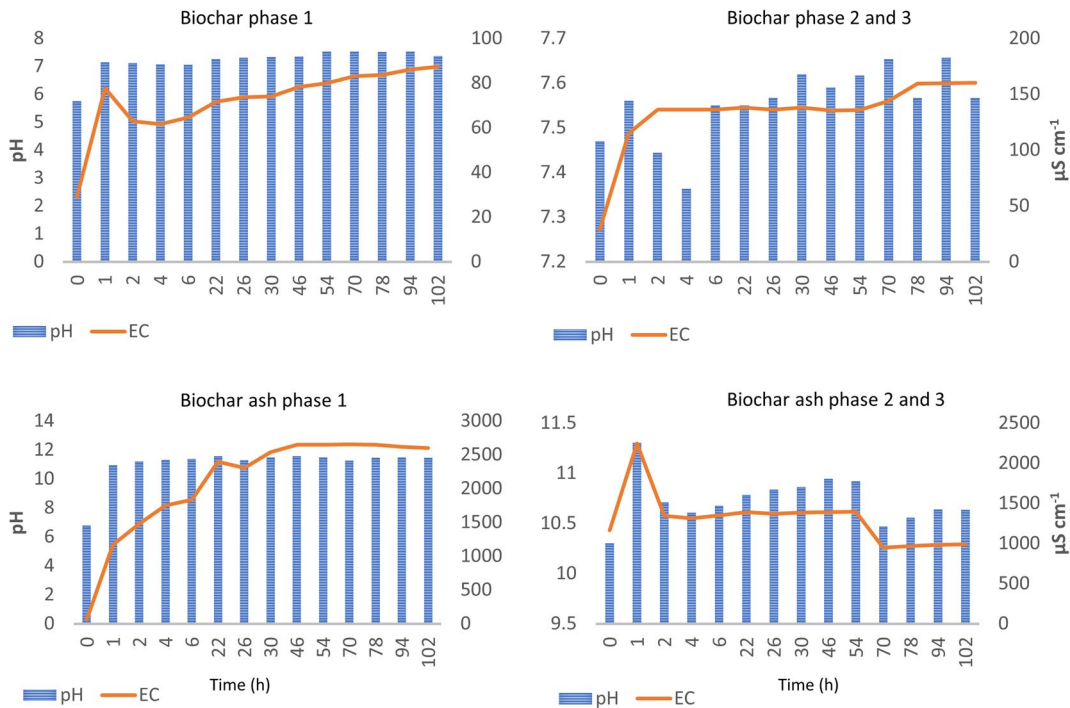 Biochar phase 1
8
7
6
5
4
3
2
1
0
pH
100
80
60
40
20
0
0 1 2 4 6 22 26 30 46 54 70 78 94 102
pH EC
Biochar phase 2 and 3
7.7
7.6
7.5
7.4
7.3
7.2
200
150
100
50
0
µS cm⁻¹
0 1 2 4 6 22 26 30 46 54 70 78 94 102
pH EC
Biochar ash phase 1
14
12
10
8
6
4
2
0
pH
3000
2500
2000
1500
1000
500
0
0 1 2 4 6 22 26 30 46 54 70 78 94 102
Time (h)
pH EC
Biochar ash phase 2 and 3
11.5
11
10.5
10
9.5
2500
2000
1500
1000
500
0
µS cm⁻¹
0 1 2 4 6 22 26 30 46 54 70 78 94 102
Time (h)
pH EC